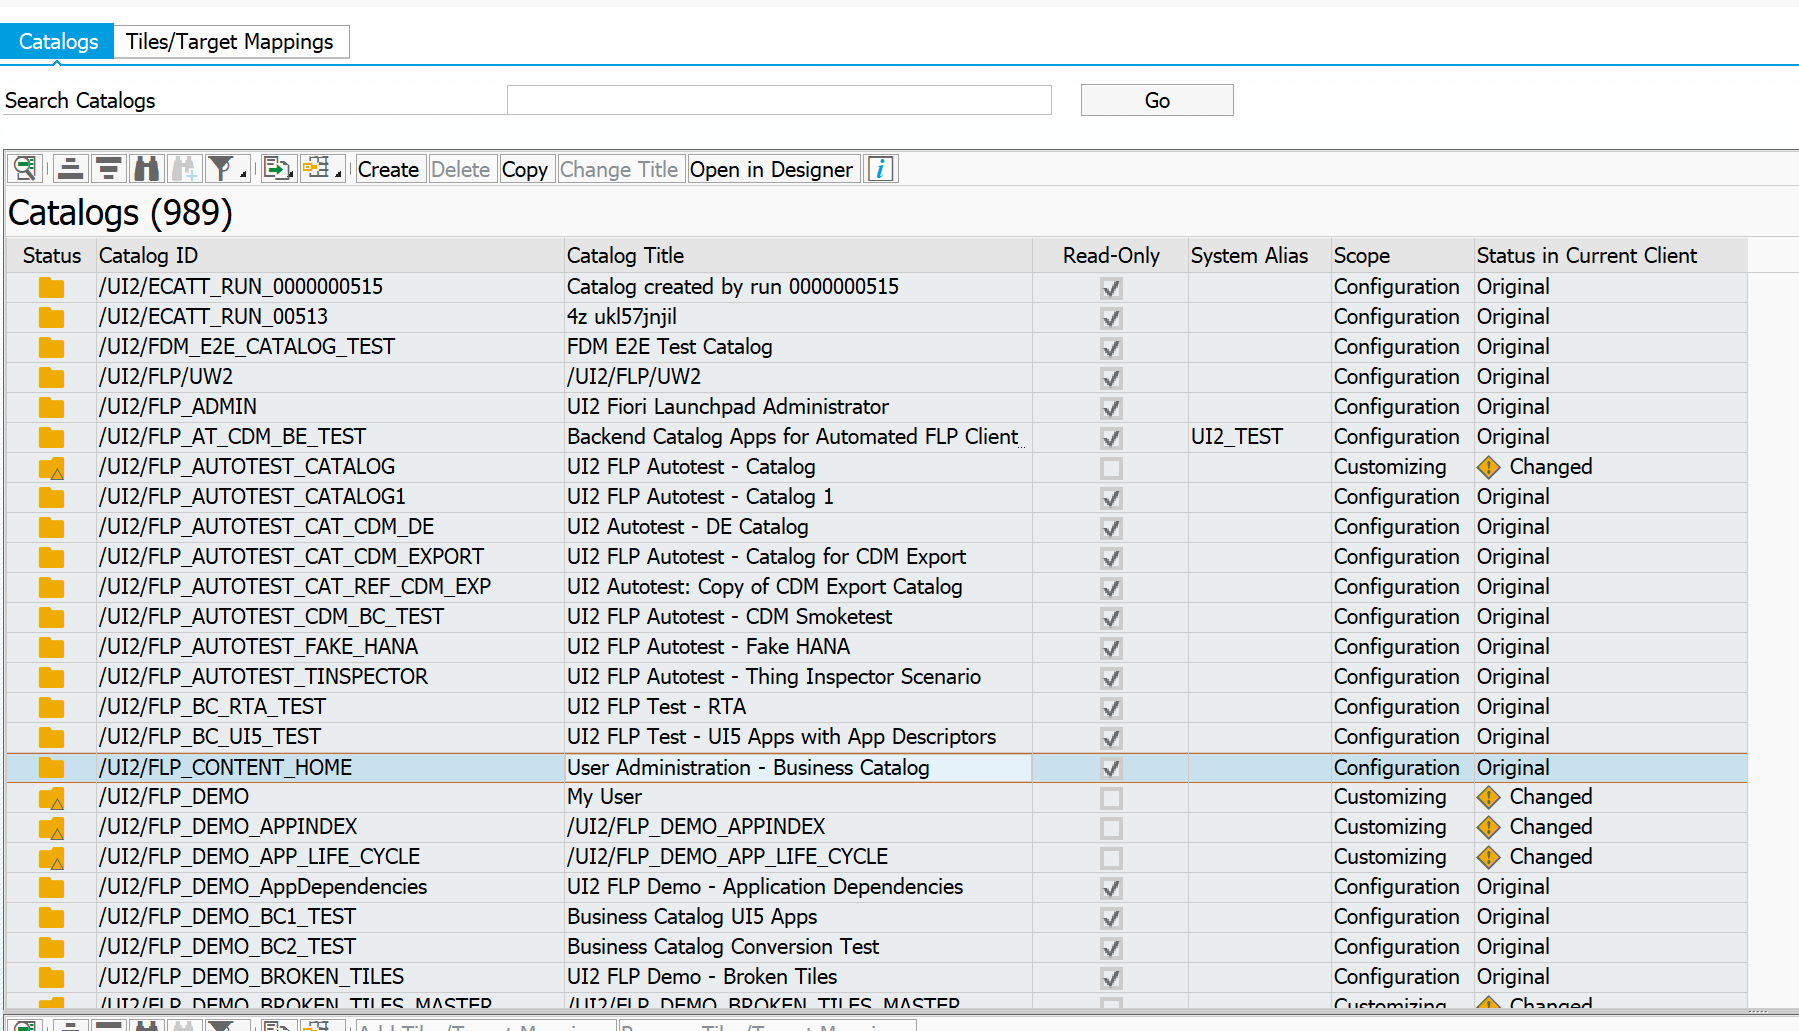 Catalogs Tiles/Target Mappings
Search Catalogs Go
Create Delete Copy Change Title Open in Designer i
Catalogs (989)
Status Catalog ID Catalog Title Read-Only System Alias Scope Status in Current Client
/UI2/ECATT_RUN_0000000515 Catalog created by run 0000000515 Configuration Original
/UI2/ECATT_RUN_00513 4z ukl57jnjil Configuration Original
/UI2/FDM_E2E_CATALOG_TEST FDM E2E Test Catalog Configuration Original
/UI2/FLP/UW2 /UI2/FLP/UW2 Configuration Original
/UI2/FLP_ADMIN UI2 Fiori Launchpad Administrator Configuration Original
/UI2/FLP_AT_CDM_BE_TEST Backend Catalog Apps for Automated FLP Client... UI2_TEST Configuration Original
/UI2/FLP_AUTOTEST_CATALOG UI2 FLP Autotest - Catalog Customizing Changed
/UI2/FLP_AUTOTEST_CATALOG1 UI2 FLP Autotest - Catalog 1 Configuration Original
/UI2/FLP_AUTOTEST_CAT_CDM_DE UI2 Autotest - DE Catalog Configuration Original
/UI2/FLP_AUTOTEST_CAT_CDM_EXPORT UI2 FLP Autotest - Catalog for CDM Export Configuration Original
/UI2/FLP_AUTOTEST_CAT_REF_CDM_EXP UI2 Autotest: Copy of CDM Export Catalog Configuration Original
/UI2/FLP_AUTOTEST_CDM_BC_TEST UI2 FLP Autotest - CDM Smoketest Configuration Original
/UI2/FLP_AUTOTEST_FAKE_HANA UI2 FLP Autotest - Fake HANA Configuration Original
/UI2/FLP_AUTOTEST_TINSPECTOR UI2 FLP Autotest - Thing Inspector Scenario Configuration Original
/UI2/FLP_BC_RTA_TEST UI2 FLP Test - RTA Configuration Original
/UI2/FLP_BC_UI5_TEST UI2 FLP Test - UI5 Apps with App Descriptors Configuration Original
/UI2/FLP_CONTENT_HOME User Administration - Business Catalog Configuration Original
/UI2/FLP_DEMO My User Customizing Changed
/UI2/FLP_DEMO_APPINDEX /UI2/FLP_DEMO_APPINDEX Customizing Changed
/UI2/FLP_DEMO_APP_LIFE_CYCLE /UI2/FLP_DEMO_APP_LIFE_CYCLE Customizing Changed
/UI2/FLP_DEMO_AppDependencies UI2 FLP Demo - Application Dependencies Configuration Original
/UI2/FLP_DEMO_BC1_TEST Business Catalog UI5 Apps Configuration Original
/UI2/FLP_DEMO_BC2_TEST Business Catalog Conversion Test Configuration Original
/UI2/FLP_DEMO_BROKEN_TILES UI2 FLP Demo - Broken Tiles Configuration Original
/UI2/FLP_DEMO_BROKEN_TILES_MASTER /UI2/FLP_DEMO_BROKEN_TILES_MASTER Customizing Changed